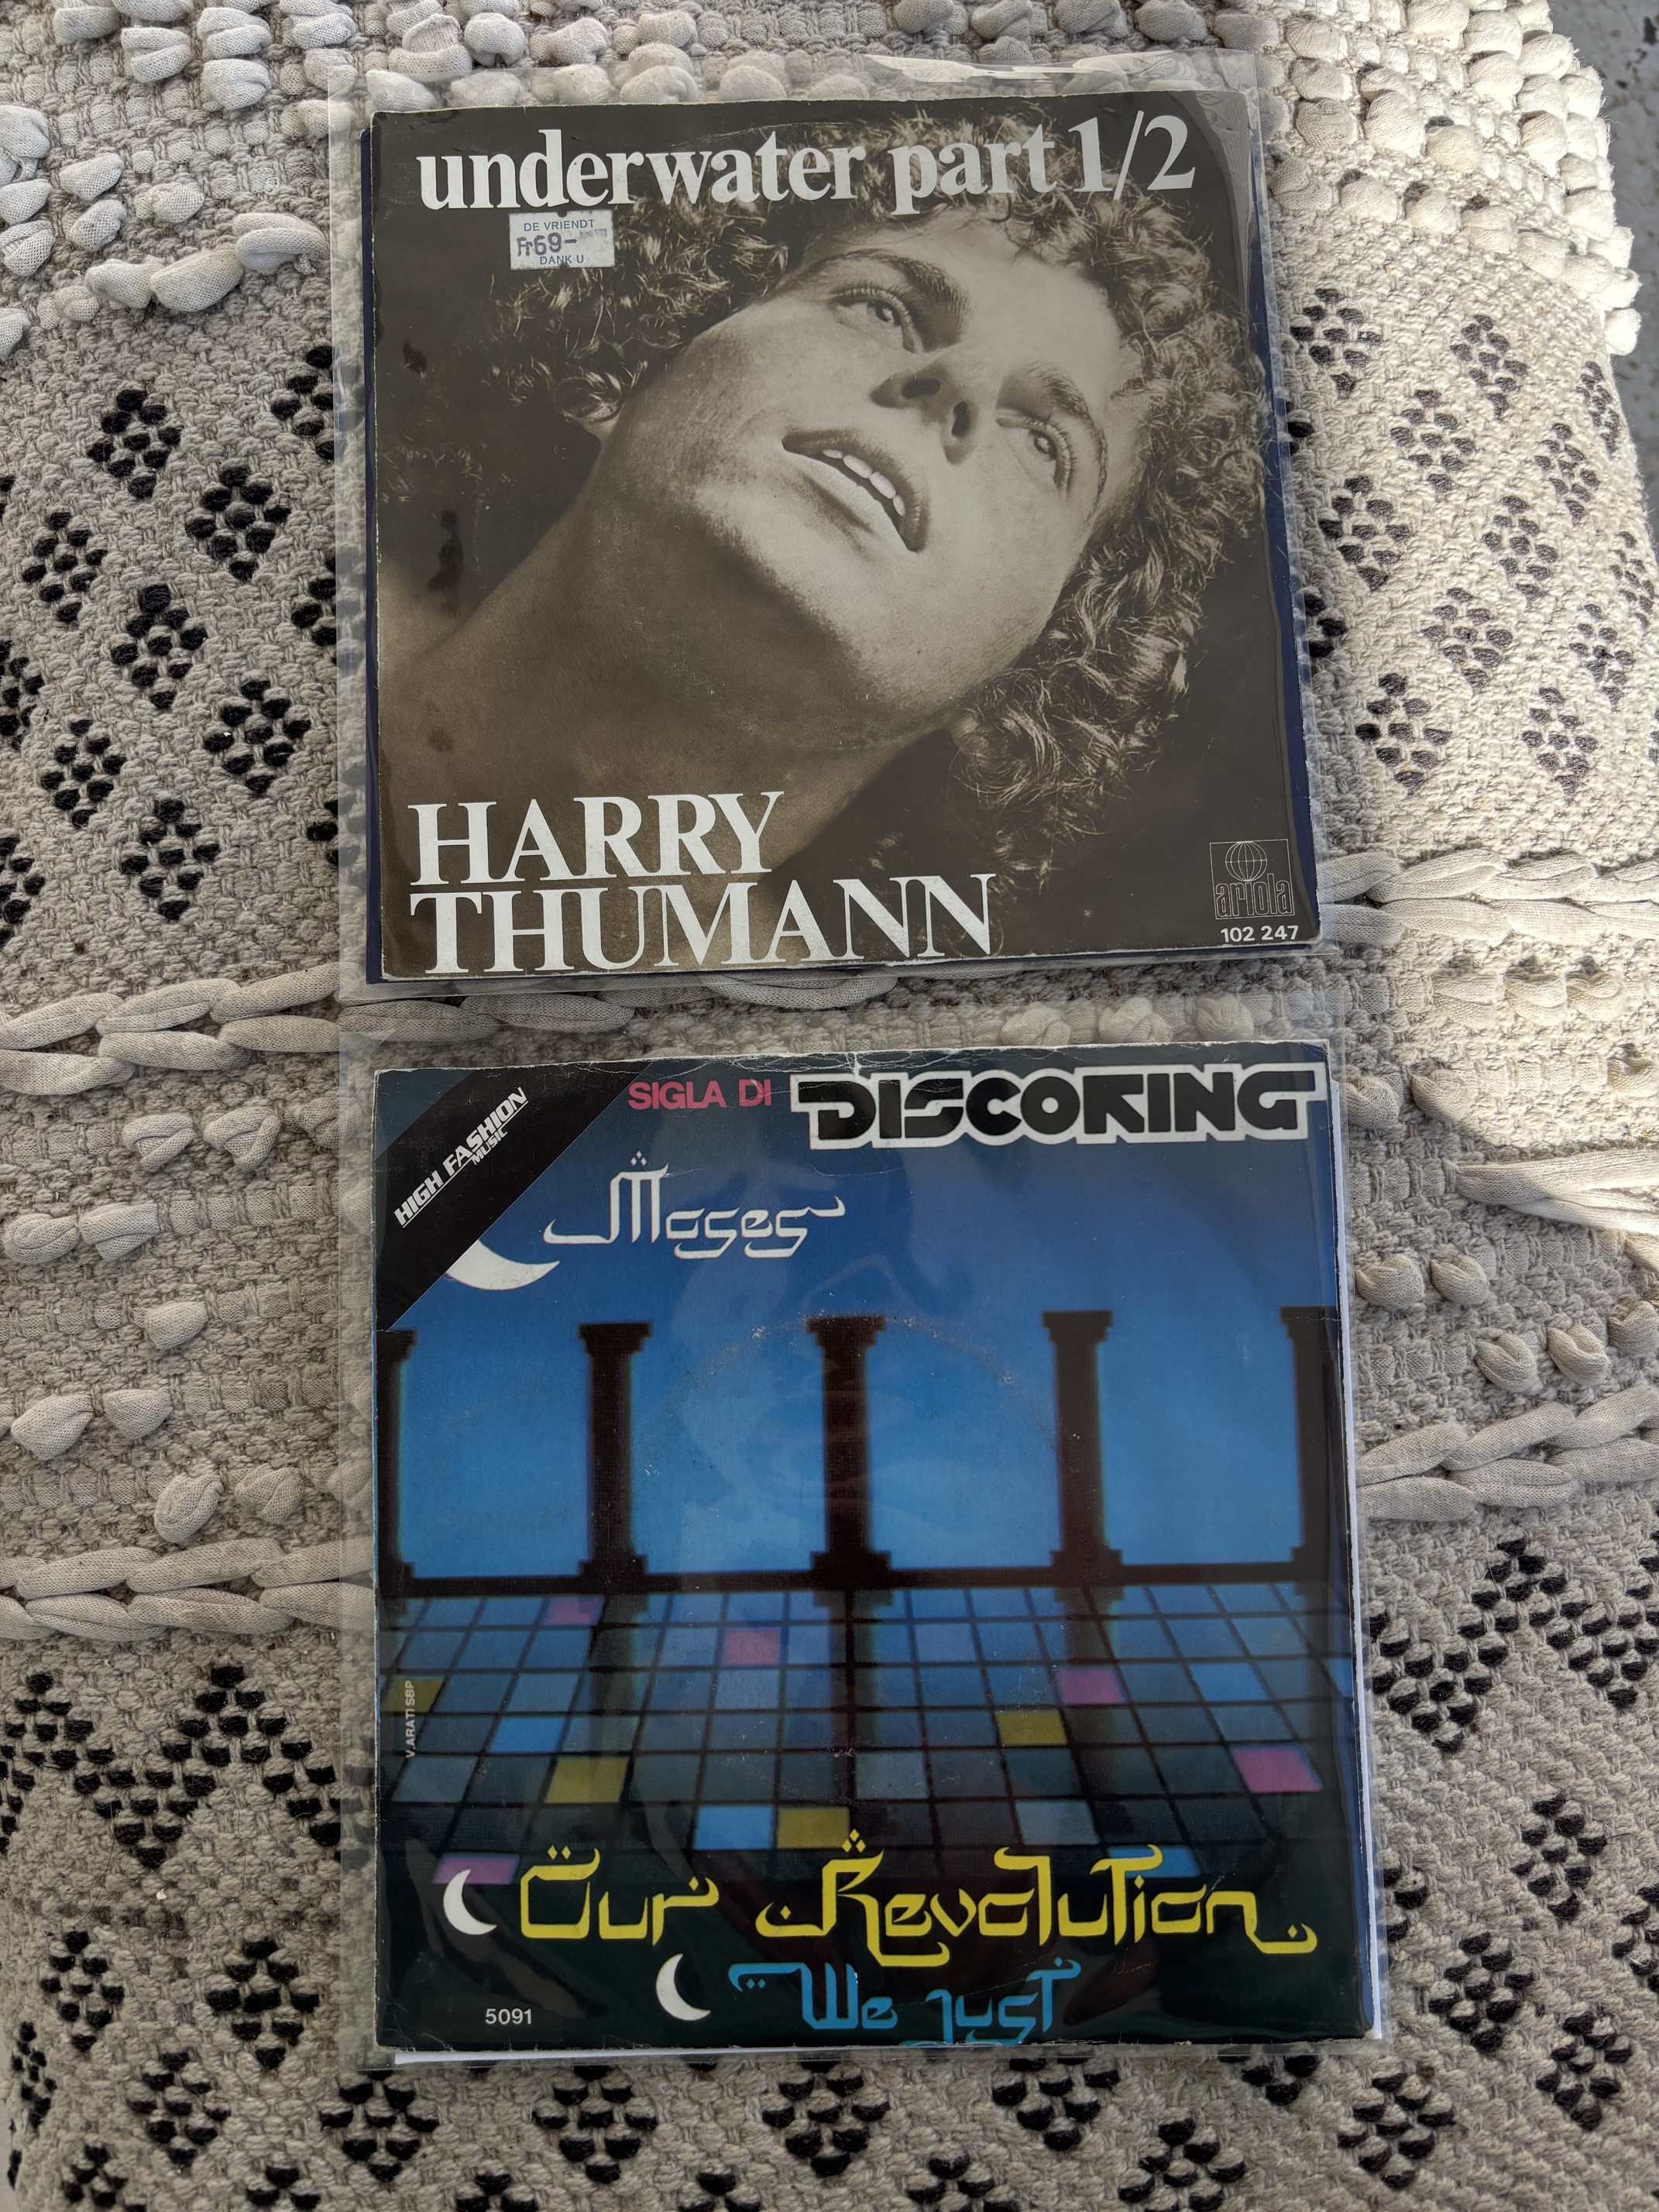 underwater part 1/2
DE VRIENDT
Fr69-
DANK U
HARRY
THUMANN
ariola
102 247
HIGH FASHION
MUSIC
SIGLA DI DISCORING
Moses
V.ARATI SBP
Our Revolution
We Just
5091